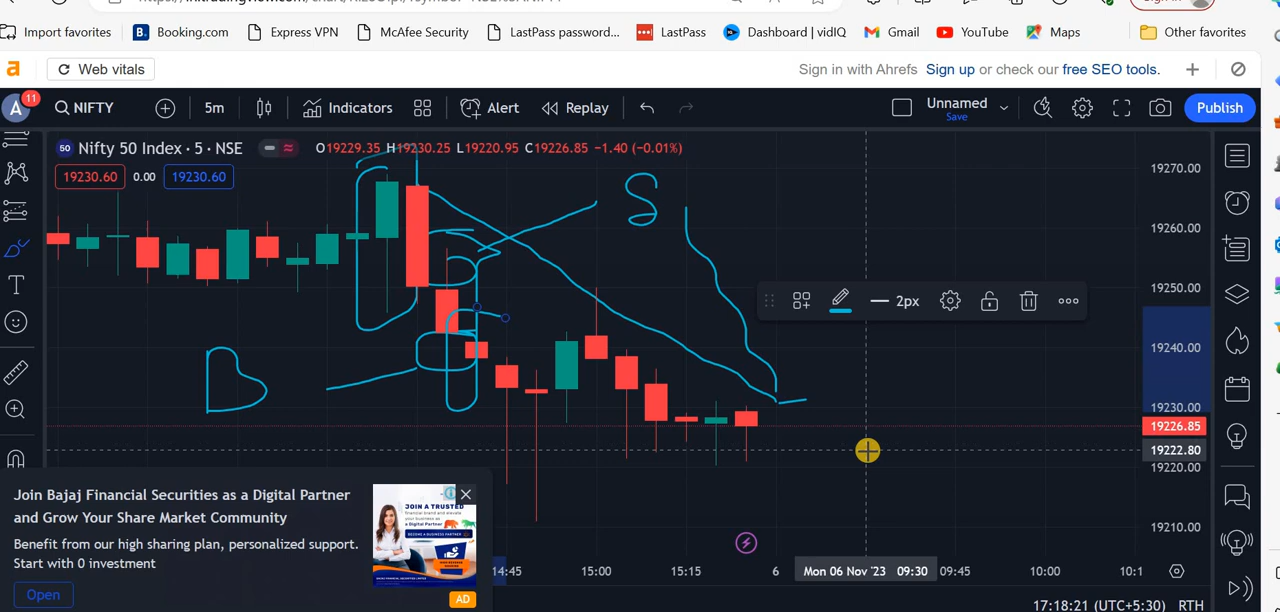 Import favorites
B. Booking.com
Express VPN
McAfee Security
LastPass password...
LastPass
Dashboard | vidIQ
Gmail
YouTube
Maps
Other favorites
a
Web vitals
Sign in with Ahrefs Sign up or check our free SEO tools.
A 11
NIFTY
5m
Indicators
Alert
Replay
Unnamed
Save
Publish
50 Nifty 50 Index · 5 · NSE
O19229.35 H19230.25 L19220.95 C19226.85 −1.40 (−0.01%)
19230.60 0.00 19230.60
S
B
2px
19270.00
19260.00
19250.00
19240.00
19230.00
19226.85
19222.80
19220.00
19210.00
Join Bajaj Financial Securities as a Digital Partner
and Grow Your Share Market Community
Benefit from our high sharing plan, personalized support.
Start with 0 investment
Open
JOIN A TRUSTED
AD
14:45
15:00
15:15
6
Mon 06 Nov '23 09:30
09:45
10:00
10:1
17:18:21 (UTC+5:30) RTH